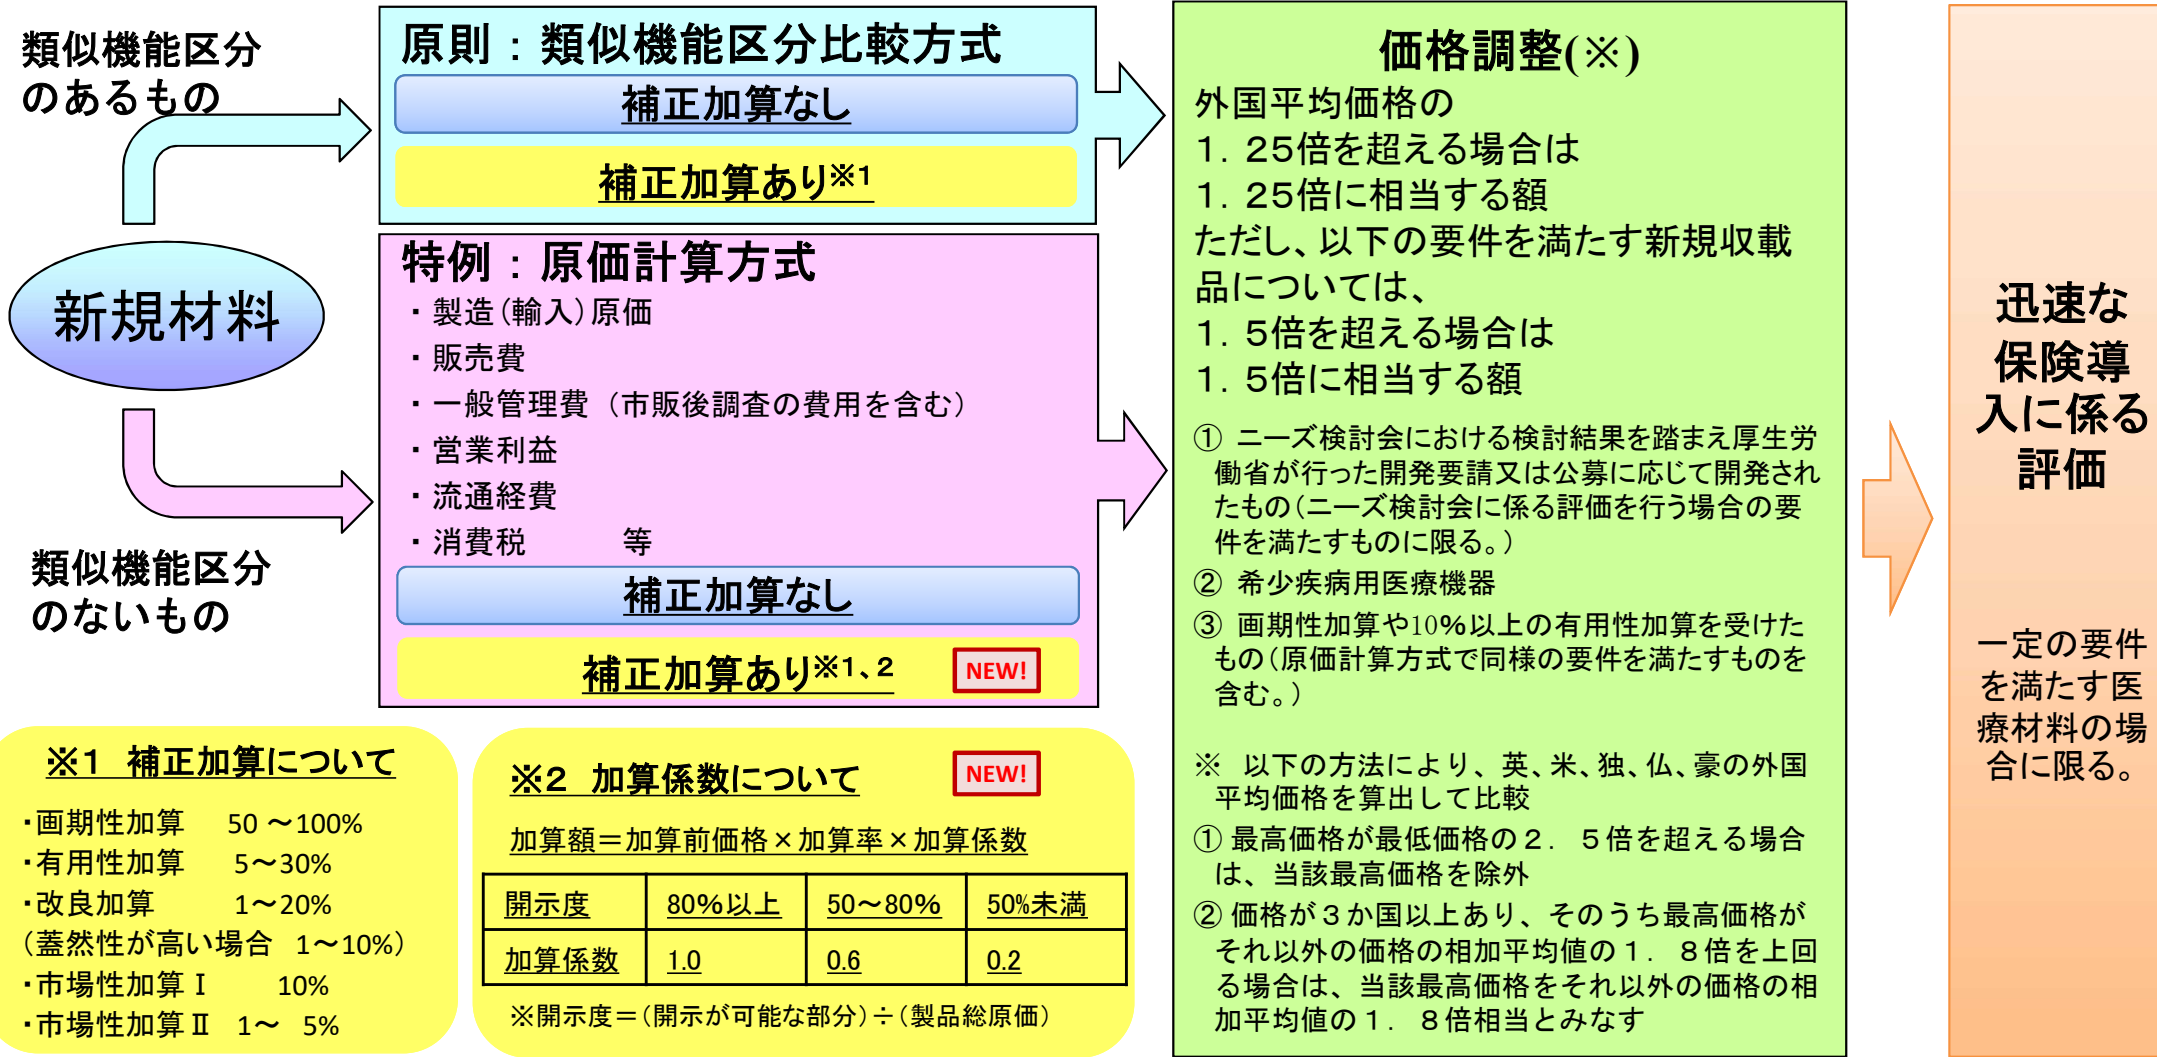 類似機能区分
のあるもの
原則：類似機能区分比較方式
補正加算なし
補正加算あり※1
新規材料
特例：原価計算方式
・製造(輸入)原価
・販売費
・一般管理費（市販後調査の費用を含む）
・営業利益
・流通経費
・消費税　　　等
補正加算なし
補正加算あり※1、2
NEW!
類似機能区分
のないもの
価格調整(※)
外国平均価格の
1．25倍を超える場合は
1．25倍に相当する額
ただし、以下の要件を満たす新規収載
品については、
1．5倍を超える場合は
1．5倍に相当する額
① ニーズ検討会における検討結果を踏まえ厚生労
働省が行った開発要請又は公募に応じて開発され
たもの（ニーズ検討会に係る評価を行う場合の要
件を満たすものに限る。）
② 希少疾病用医療機器
③ 画期性加算や10%以上の有用性加算を受けた
もの（原価計算方式で同様の要件を満たすものを
含む。）
※ 以下の方法により、英、米、独、仏、豪の外国
平均価格を算出して比較
① 最高価格が最低価格の２．５倍を超える場合
は、当該最高価格を除外
② 価格が３か国以上あり、そのうち最高価格が
それ以外の価格の相加平均値の１．８倍を上回
る場合は、当該最高価格をそれ以外の価格の相
加平均値の１．８倍相当とみなす
迅速な
保険導
入に係る
評価
一定の要件
を満たす医
療材料の場
合に限る。
※1 補正加算について
・画期性加算 50～100%
・有用性加算 5～30%
・改良加算 1～20%
（蓋然性が高い場合 1～10%）
・市場性加算Ⅰ 10%
・市場性加算Ⅱ 1～ 5%
※2 加算係数について
NEW!
加算額＝加算前価格×加算率×加算係数
開示度 80%以上 50～80% 50%未満
加算係数 1.0 0.6 0.2
※開示度＝（開示が可能な部分）÷（製品総原価）